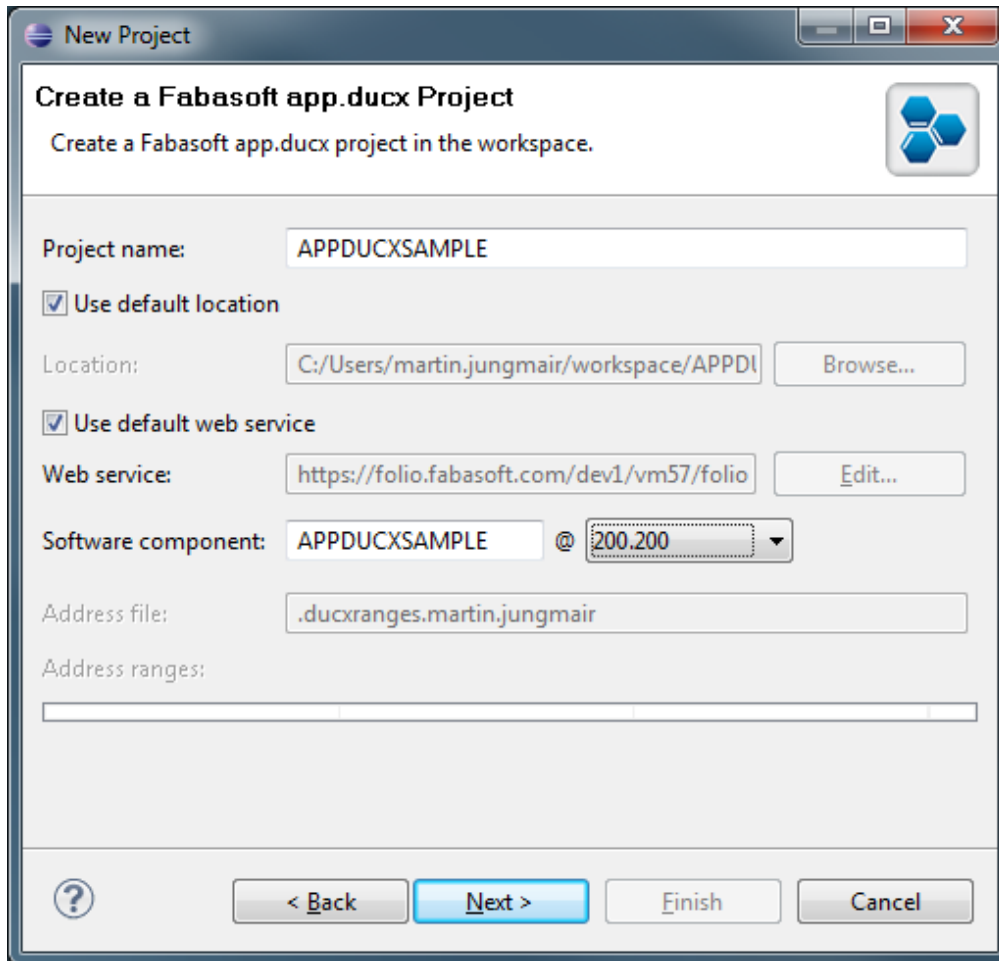 New Project
Create a Fabasoft app.ducx Project
Create a Fabasoft app.ducx project in the workspace.
Project name: APPDUCXSAMPLE
Use default location
Location: C:/Users/martin.jungmair/workspace/APPDU Browse...
Use default web service
Web service: https://folio.fabasoft.com/dev1/vm57/folio Edit...
Software component: APPDUCXSAMPLE @ 200.200
Address file: .ducxranges.martin.jungmair
Address ranges:
? < Back Next > Finish Cancel